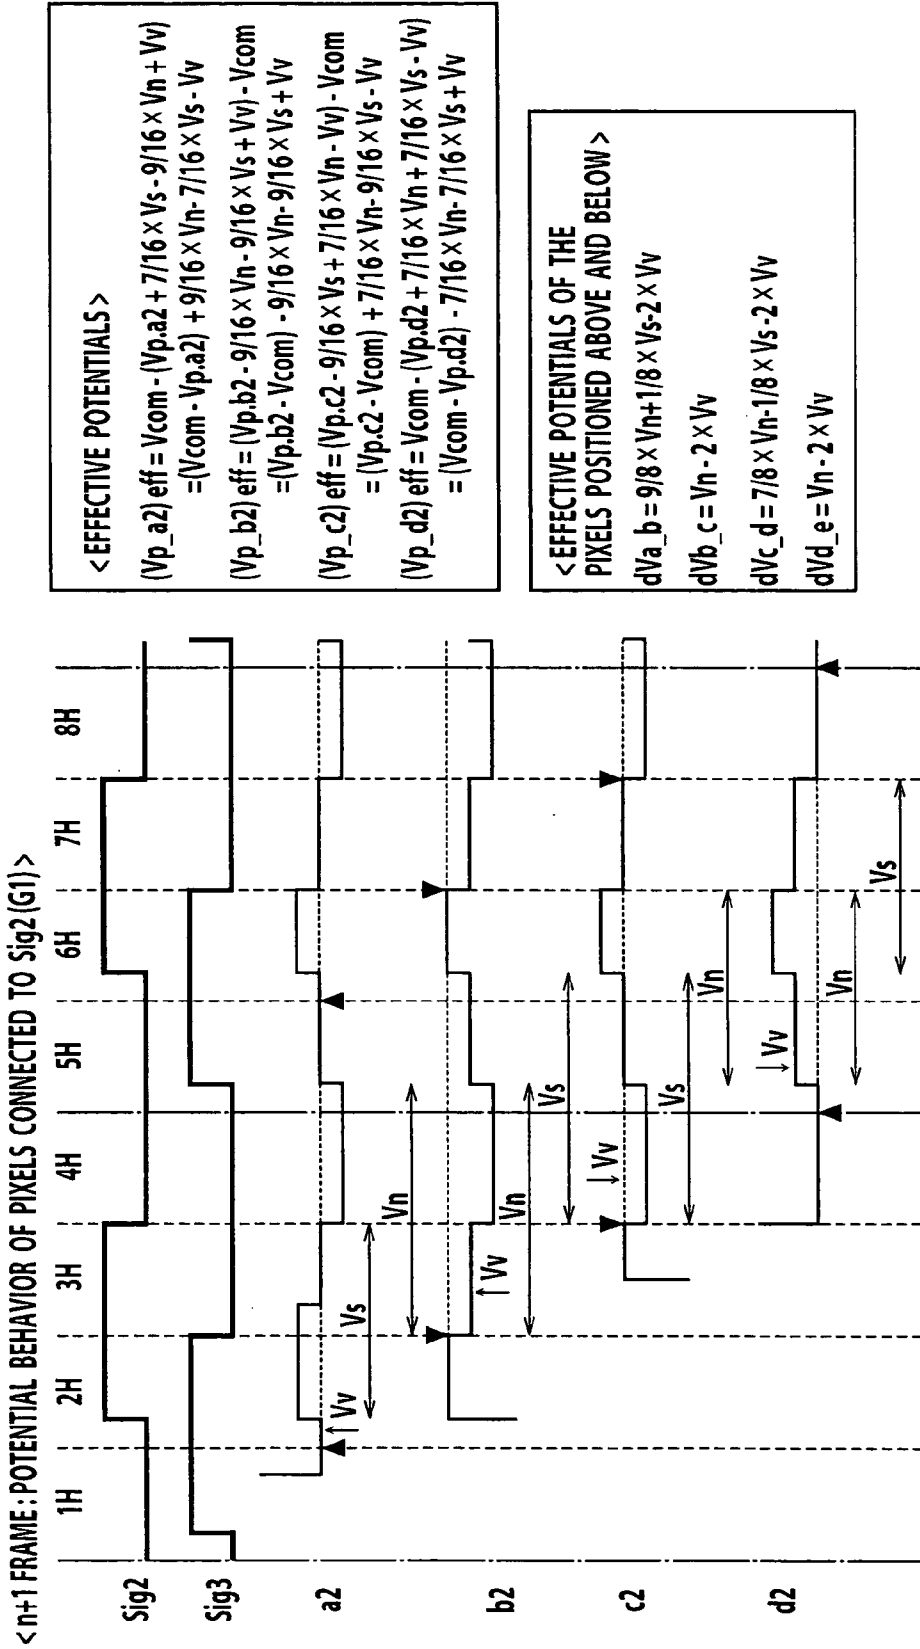 <n+1 FRAME:POTENTIAL BEHAVIOR OF PIXELS CONNECTED TO Sig2(G1)>
1H 2H 3H 4H 5H 6H 7H 8H
Sig2
Sig3
a2
Vv
Vs
Vn
b2
Vv
Vn
Vs
c2
Vv
Vs
Vn
d2
Vv
Vn
Vs
<EFFECTIVE POTENTIALS>
(Vp_a2) eff = Vcom - (Vp.a2 + 7/16 × Vs - 9/16 × Vn + Vv)
=(Vcom - Vp.a2) + 9/16 × Vn - 7/16 × Vs - Vv
(Vp_b2) eff = (Vp.b2 - 9/16 × Vn - 9/16 × Vs + Vv) - Vcom
=(Vp.b2 - Vcom) - 9/16 × Vn - 9/16 × Vs + Vv
(Vp_c2) eff = (Vp.c2 - 9/16 × Vs + 7/16 × Vn - Vv) - Vcom
= (Vp.c2 - Vcom) + 7/16 × Vn - 9/16 × Vs - Vv
(Vp_d2) eff = Vcom - (Vp.d2 + 7/16 × Vn + 7/16 × Vs - Vv)
= (Vcom - Vp.d2) - 7/16 × Vn - 7/16 × Vs + Vv
<EFFECTIVE POTENTIALS OF THE
PIXELS POSITIONED ABOVE AND BELOW>
dVa_b = 9/8 × Vn + 1/8 × Vs - 2 × Vv
dVb_c = Vn - 2 × Vv
dVc_d = 7/8 × Vn - 1/8 × Vs - 2 × Vv
dVd_e = Vn - 2 × Vv